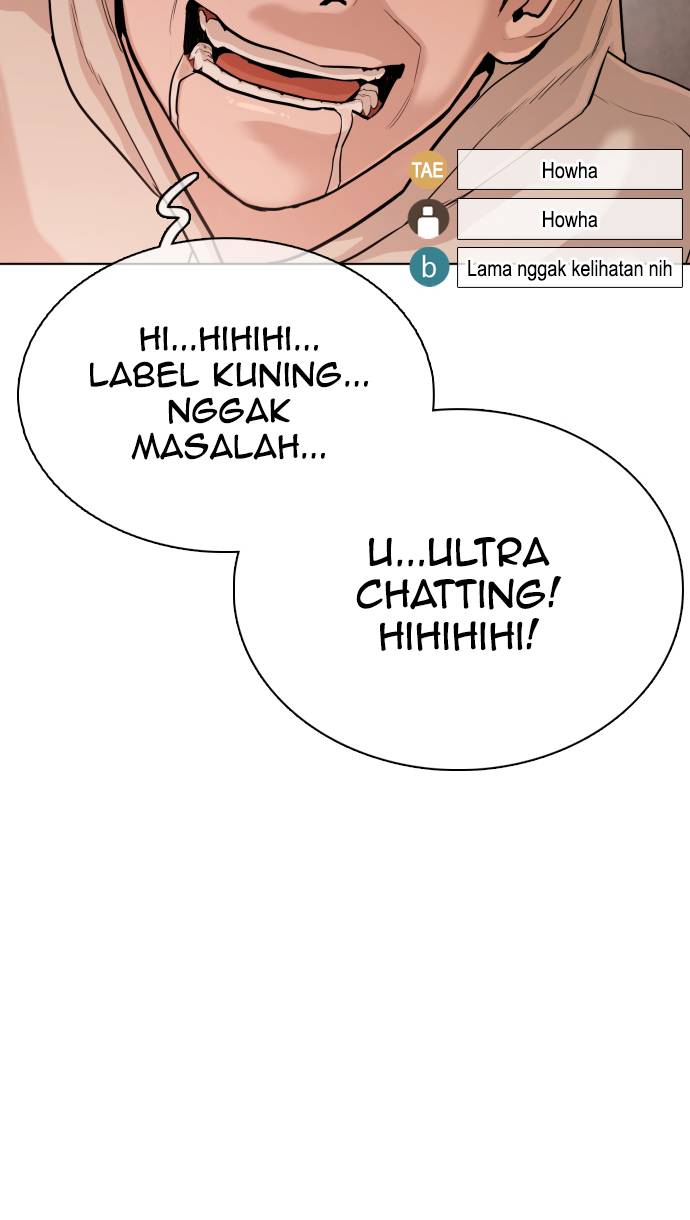 TAE Howha
Howha
b Lama nggak kelihatan nih
HI...HIHIHI...
LABEL KUNING...
NGGAK
MASALAH...
U...ULTRA
CHATTING!
HIHIHIHI!